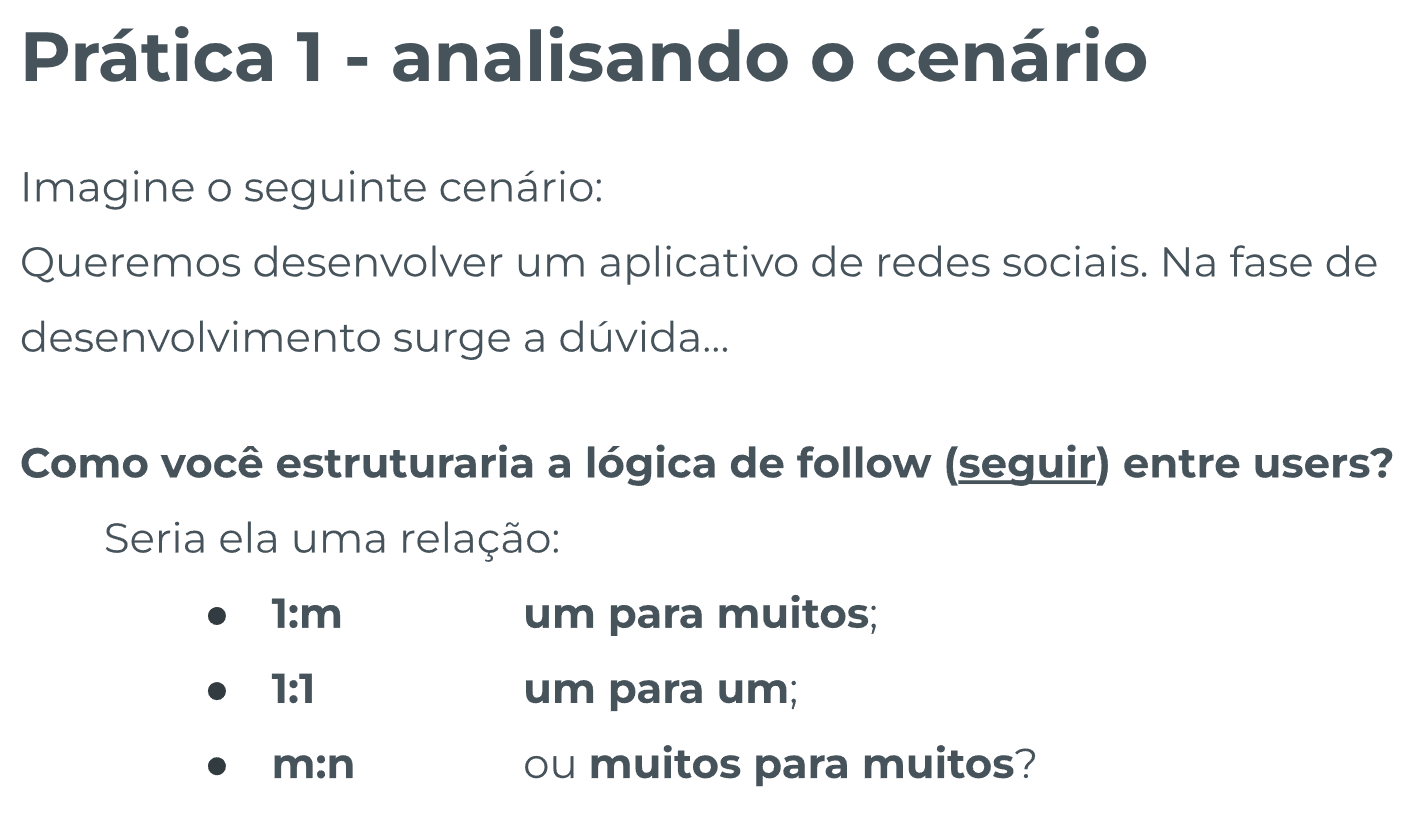 Prática 1 - analisando o cenário
Imagine o seguinte cenário:
Queremos desenvolver um aplicativo de redes sociais. Na fase de
desenvolvimento surge a dúvida...
Como você estruturaria a lógica de follow (seguir) entre users?
Seria ela uma relação:
● 1:m um para muitos;
● 1:1 um para um;
● m:n ou muitos para muitos?